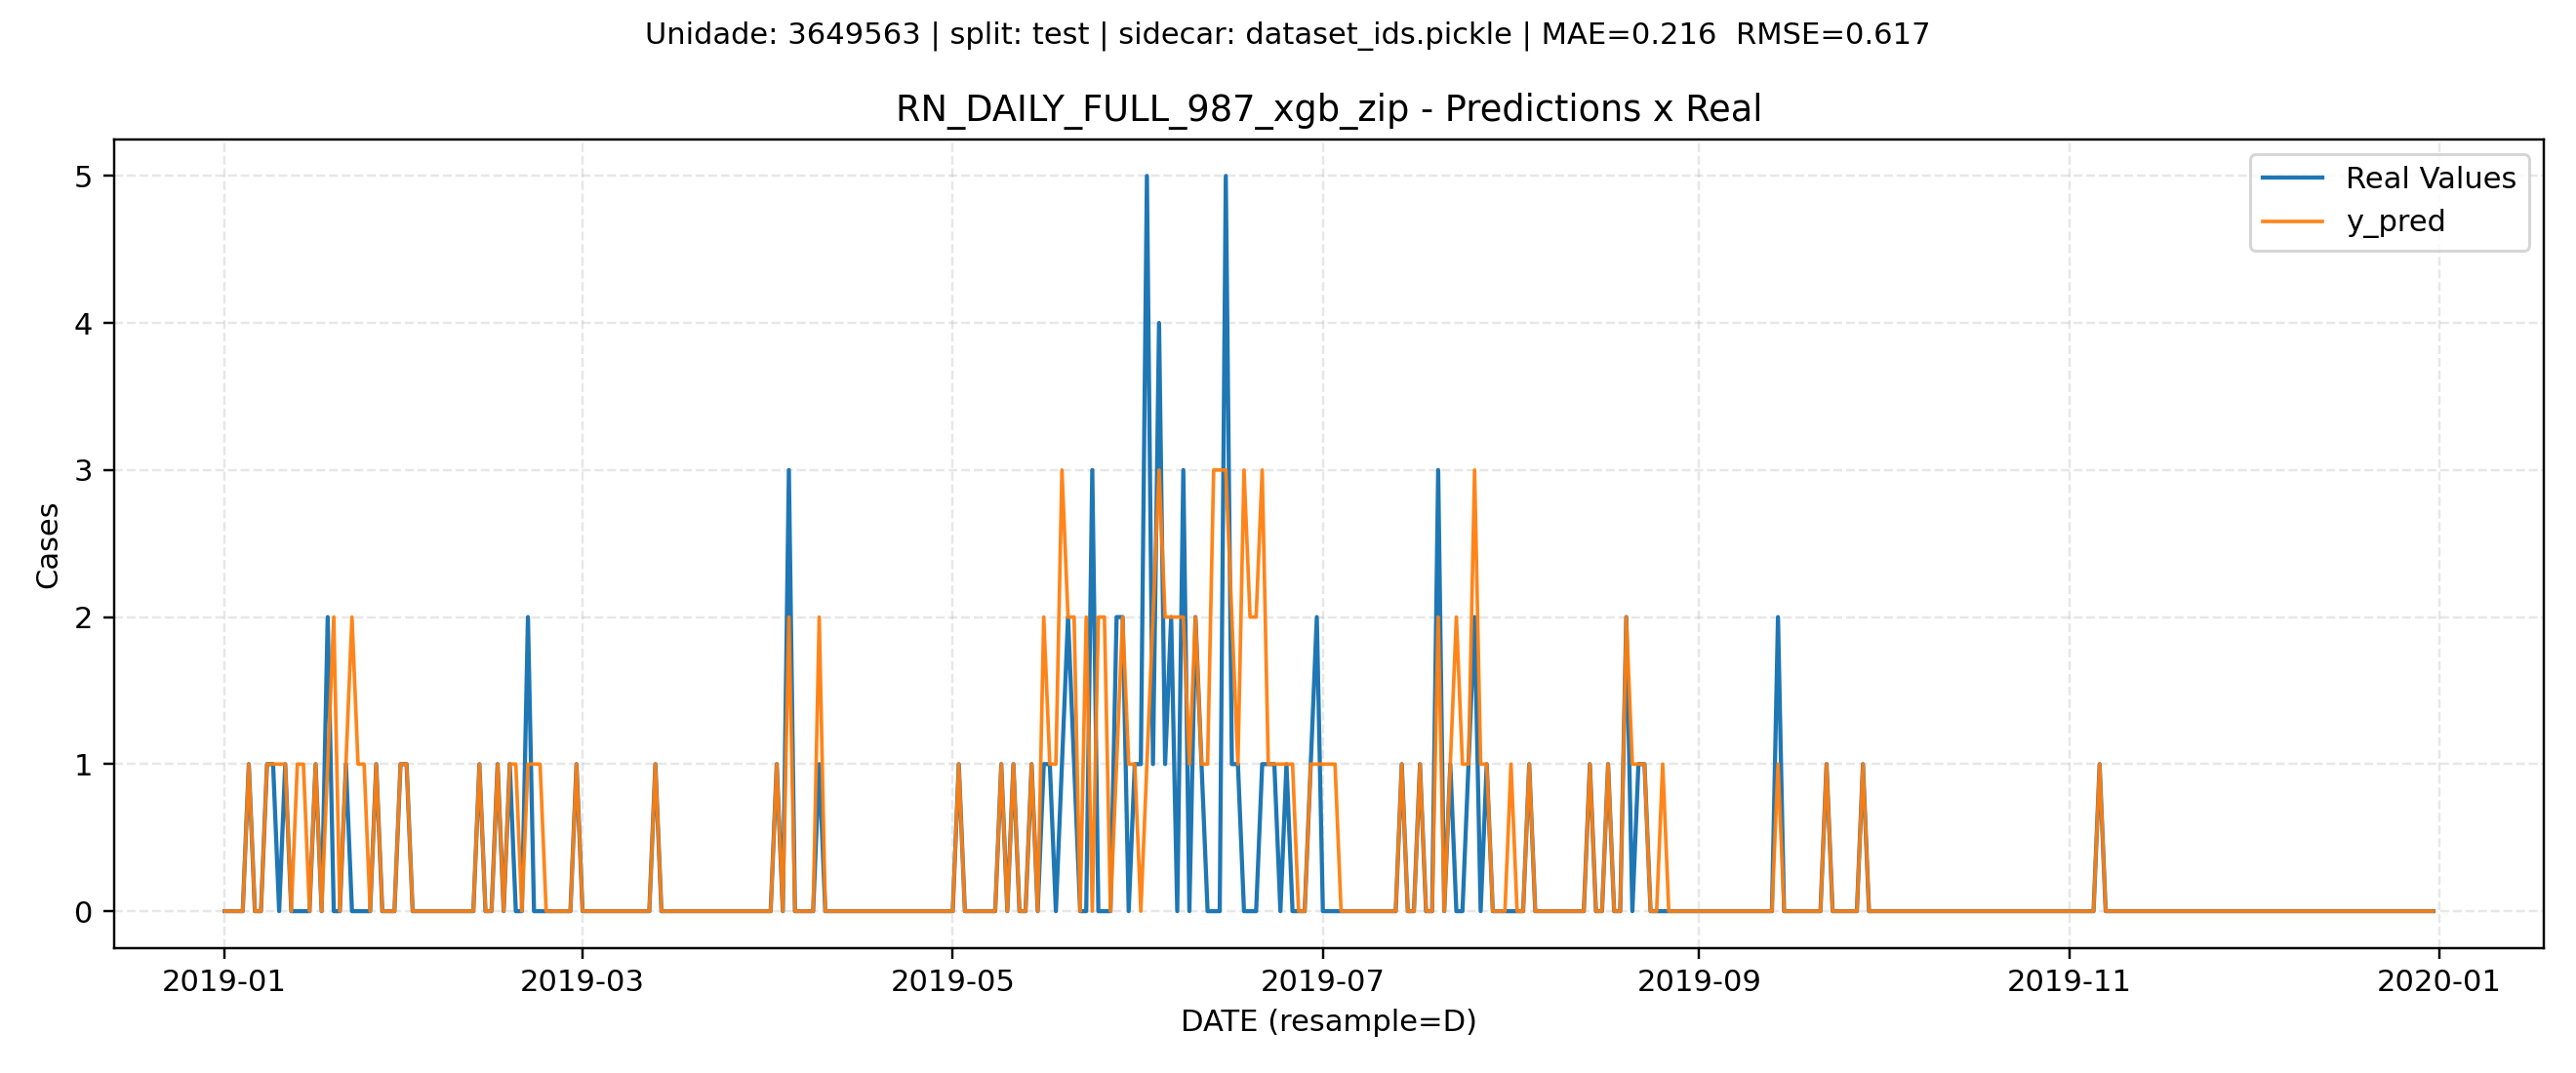 Unidade: 3649563 | split: test | sidecar: dataset_ids.pickle | MAE=0.216  RMSE=0.617
RN_DAILY_FULL_987_xgb_zip - Predictions x Real
Real Values
y_pred
5
4
3
2
1
0
Cases
2019-01
2019-03
2019-05
2019-07
2019-09
2019-11
2020-01
DATE (resample=D)